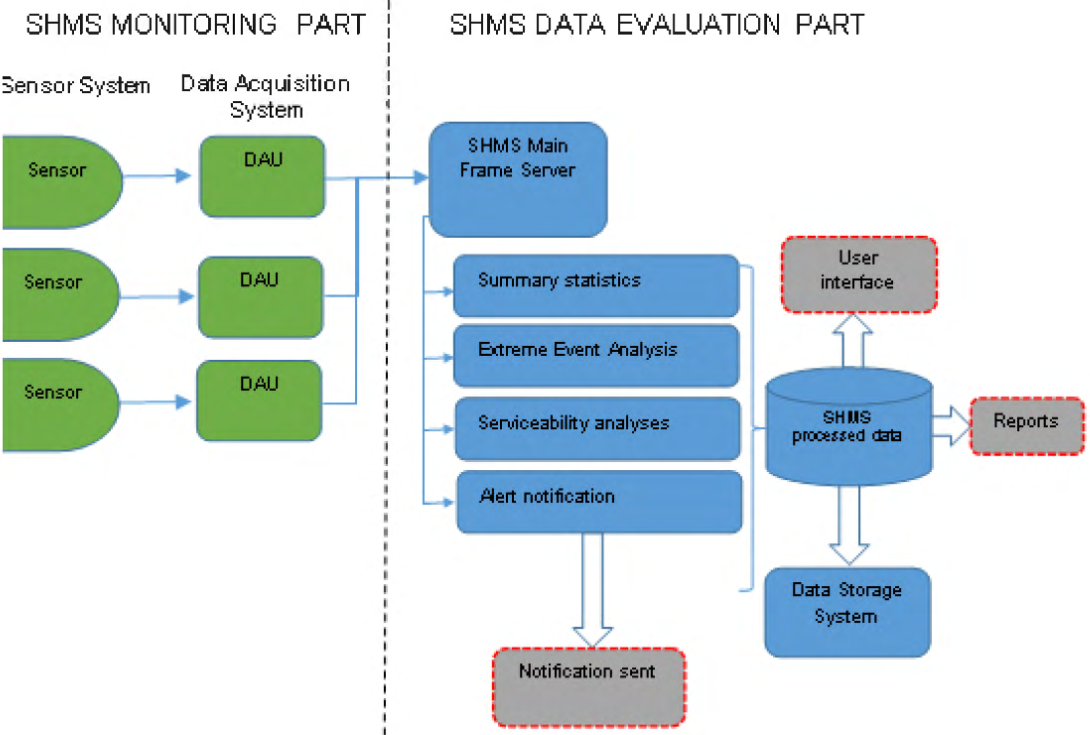 SHMS MONITORING PART
SHMS DATA EVALUATION PART
Sensor System
Data Acquisition
System
Sensor
DAU
SHMS Main
Frame Server
Sensor
DAU
Sensor
DAU
Summary statistics
Extreme Event Analysis
Serviceability analyses
Alert notification
User
interface
SHMS
processed data
Reports
Data Storage
System
Notification sent